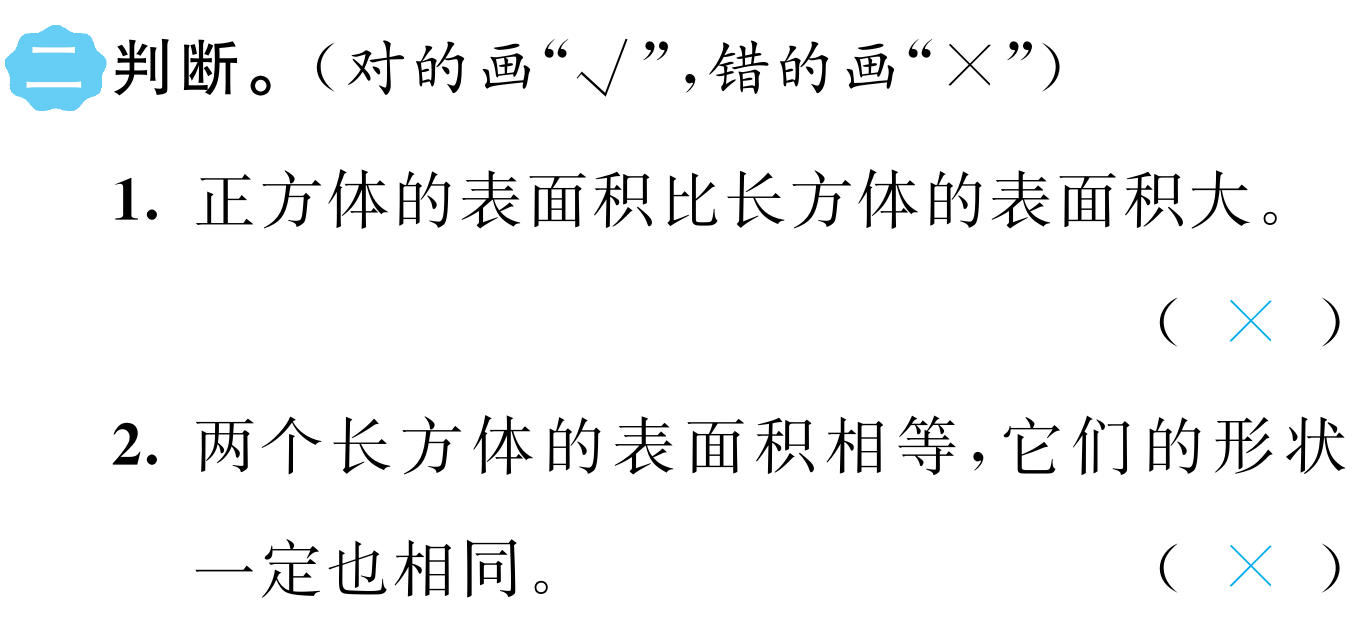 二 判断。(对的画“√”,错的画“×”)
1. 正方体的表面积比长方体的表面积大。
( × )
2. 两个长方体的表面积相等,它们的形状
一定也相同。 ( × )